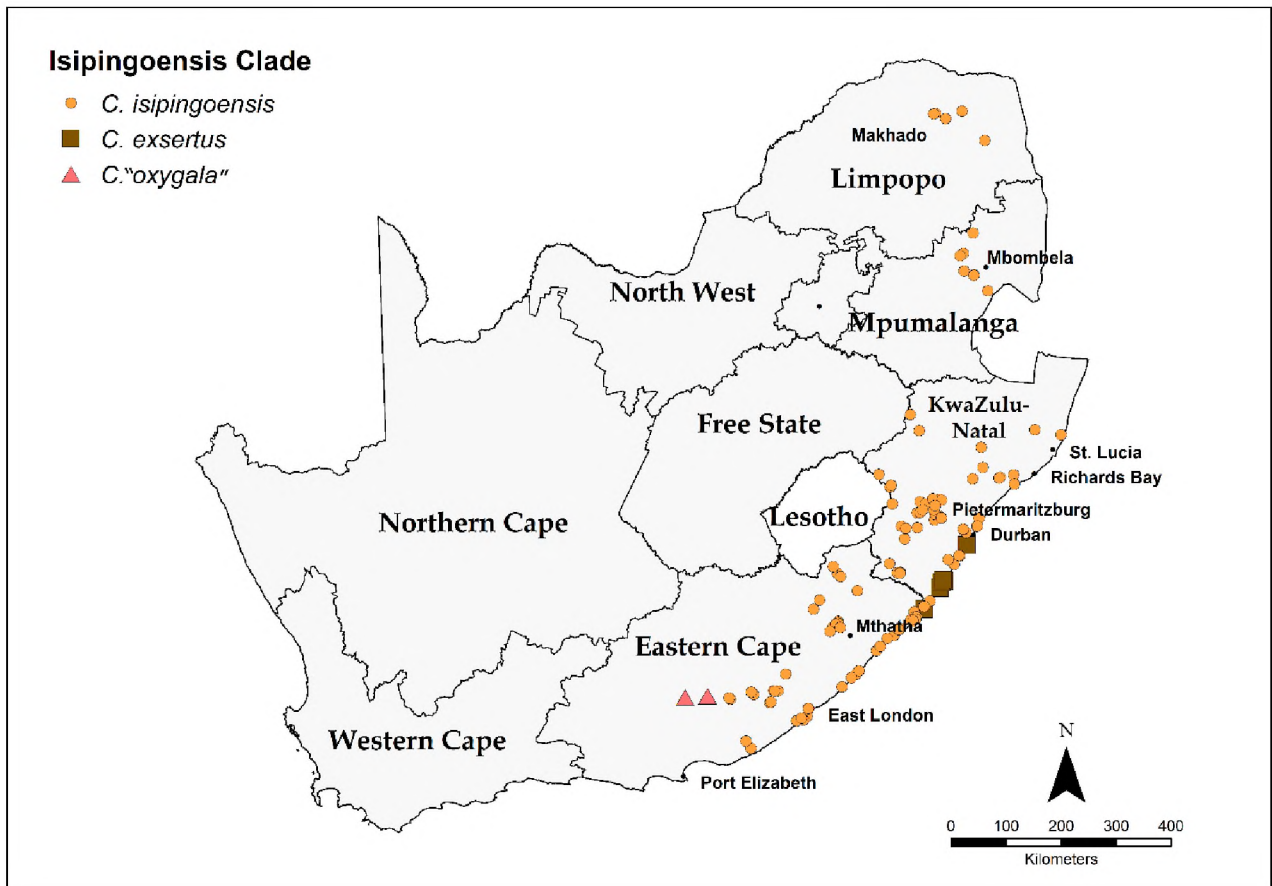 Isipingoensis Clade
C. isipingoensis
C. exsertus
C."oxygala"
Makhado
Limpopo
Mbombela
North West
Mpumalanga
KwaZulu-
Natal
Free State
St. Lucia
Richards Bay
Pietermaritzburg
Lesotho
Durban
Northern Cape
Mthatha
Eastern Cape
East London
Western Cape
Port Elizabeth
N
0 100 200 300 400
Kilometers